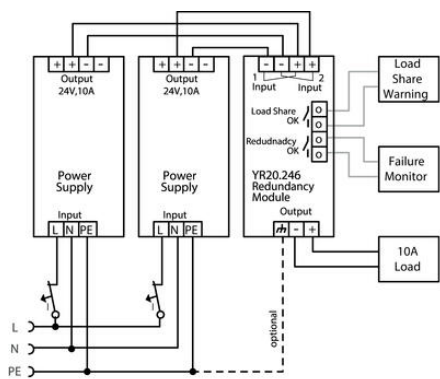 + + - -
Output
24V,10A
Power
Supply
Input
L N PE
+ + - -
Output
24V,10A
Power
Supply
Input
L N PE
- - + +
1 2
Input Input
Load Share
OK
Redudnadcy
OK
YR20.246
Redundancy
Module
Output
- +
Load
Share
Warning
Failure
Monitor
10A
Load
I
I
L
N
PE
optional